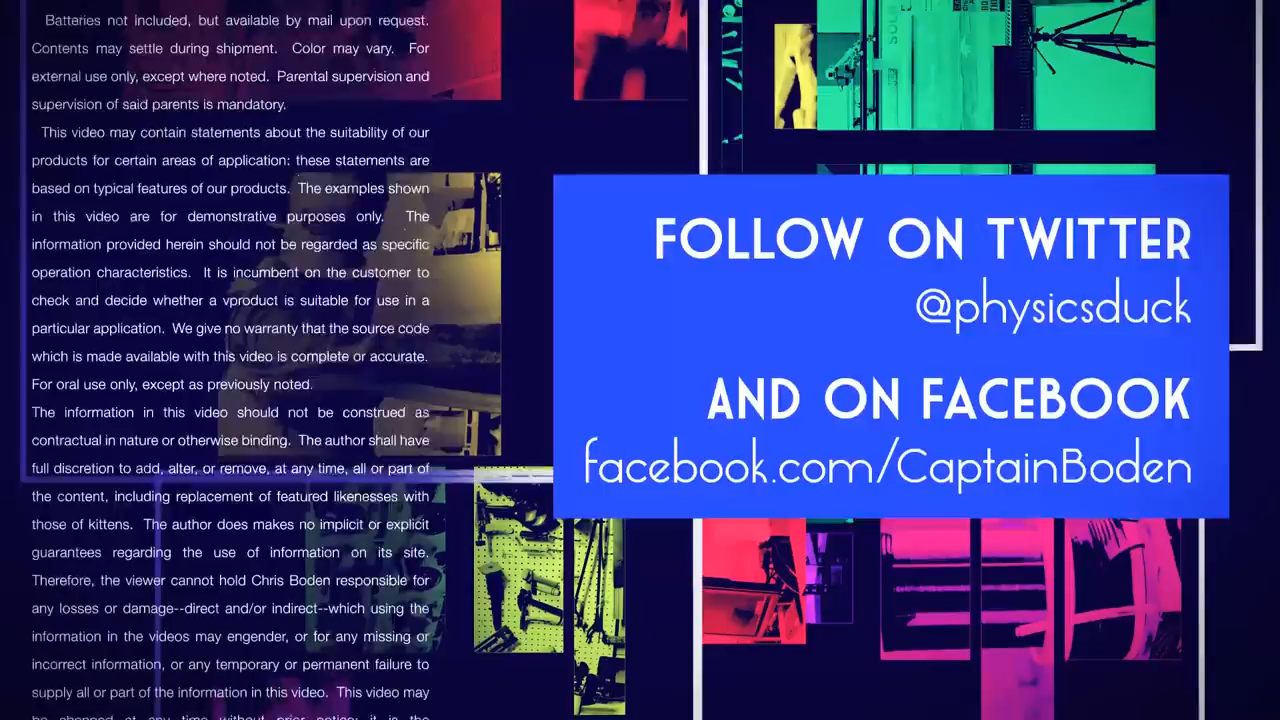 Batteries not included, but available by mail upon request.
Contents may settle during shipment. Color may vary. For
external use only, except where noted. Parental supervision and
supervision of said parents is mandatory.
This video may contain statements about the suitability of our
products for certain areas of application: these statements are
based on typical features of our products. The examples shown
in this video are for demonstrative purposes only. The
information provided herein should not be regarded as specific
operation characteristics. It is incumbent on the customer to
check and decide whether a vproduct is suitable for use in a
particular application. We give no warranty that the source code
which is made available with this video is complete or accurate.
For oral use only, except as previously noted.
The information in this video should not be construed as
contractual in nature or otherwise binding. The author shall have
full discretion to add, alter, or remove, at any time, all or part of
the content, including replacement of featured likenesses with
those of kittens. The author does makes no implicit or explicit
guarantees regarding the use of information on its site.
Therefore, the viewer cannot hold Chris Boden responsible for
any losses or damage--direct and/or indirect--which using the
information in the videos may engender, or for any missing or
incorrect information, or any temporary or permanent failure to
supply all or part of the information in this video. This video may
be changed at any time without prior notice; it is the
FOLLOW ON TWITTER
@physicsduck
AND ON FACEBOOK
facebook.com/CaptainBoden